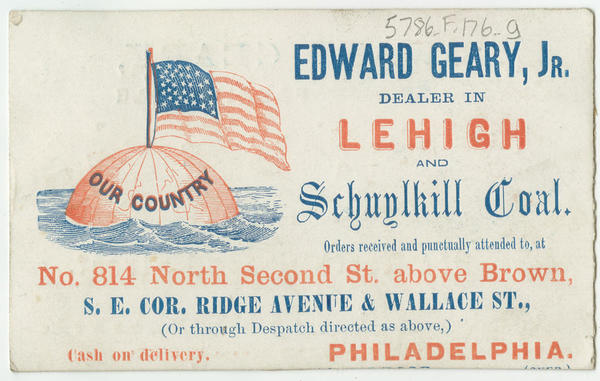 5786.F.176-g
EDWARD GEARY, JR.
DEALER IN
LEHIGH
AND
Schuylkill Coal.
OUR COUNTRY
Orders received and punctually attended to, at
No. 814 North Second St. above Brown,
S. E. COR. RIDGE AVENUE & WALLACE ST.,
(Or through Despatch directed as above,)
Cash on delivery.
PHILADELPHIA.